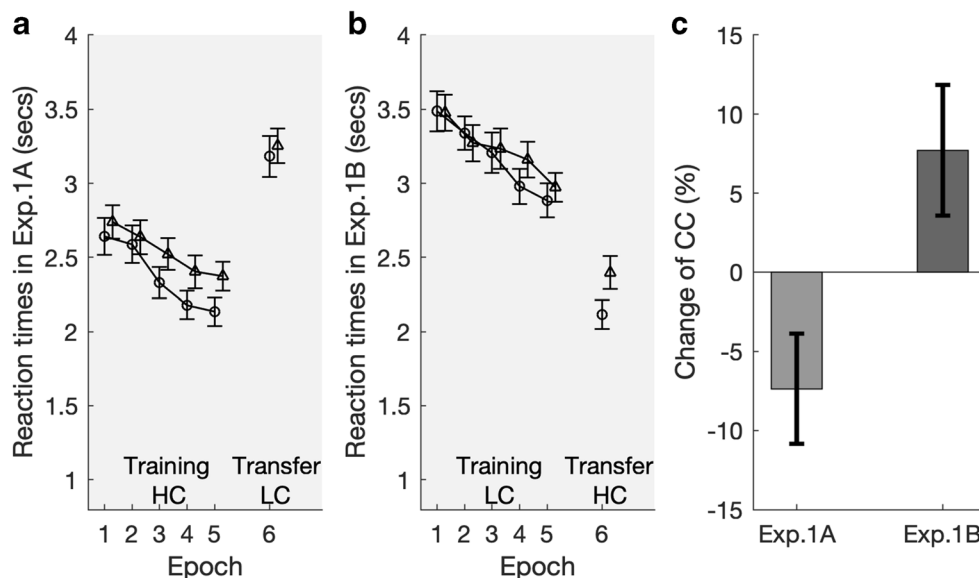 a
Reaction times in Exp.1A (secs)
4
3.5
3
2.5
2
1.5
1
Training
HC
Transfer
LC
1 2 3 4 5 6
Epoch
b
Reaction times in Exp.1B (secs)
4
3.5
3
2.5
2
1.5
1
Training
LC
Transfer
HC
1 2 3 4 5 6
Epoch
c
Change of CC (%)
15
10
5
0
-5
-10
-15
Exp.1A Exp.1B